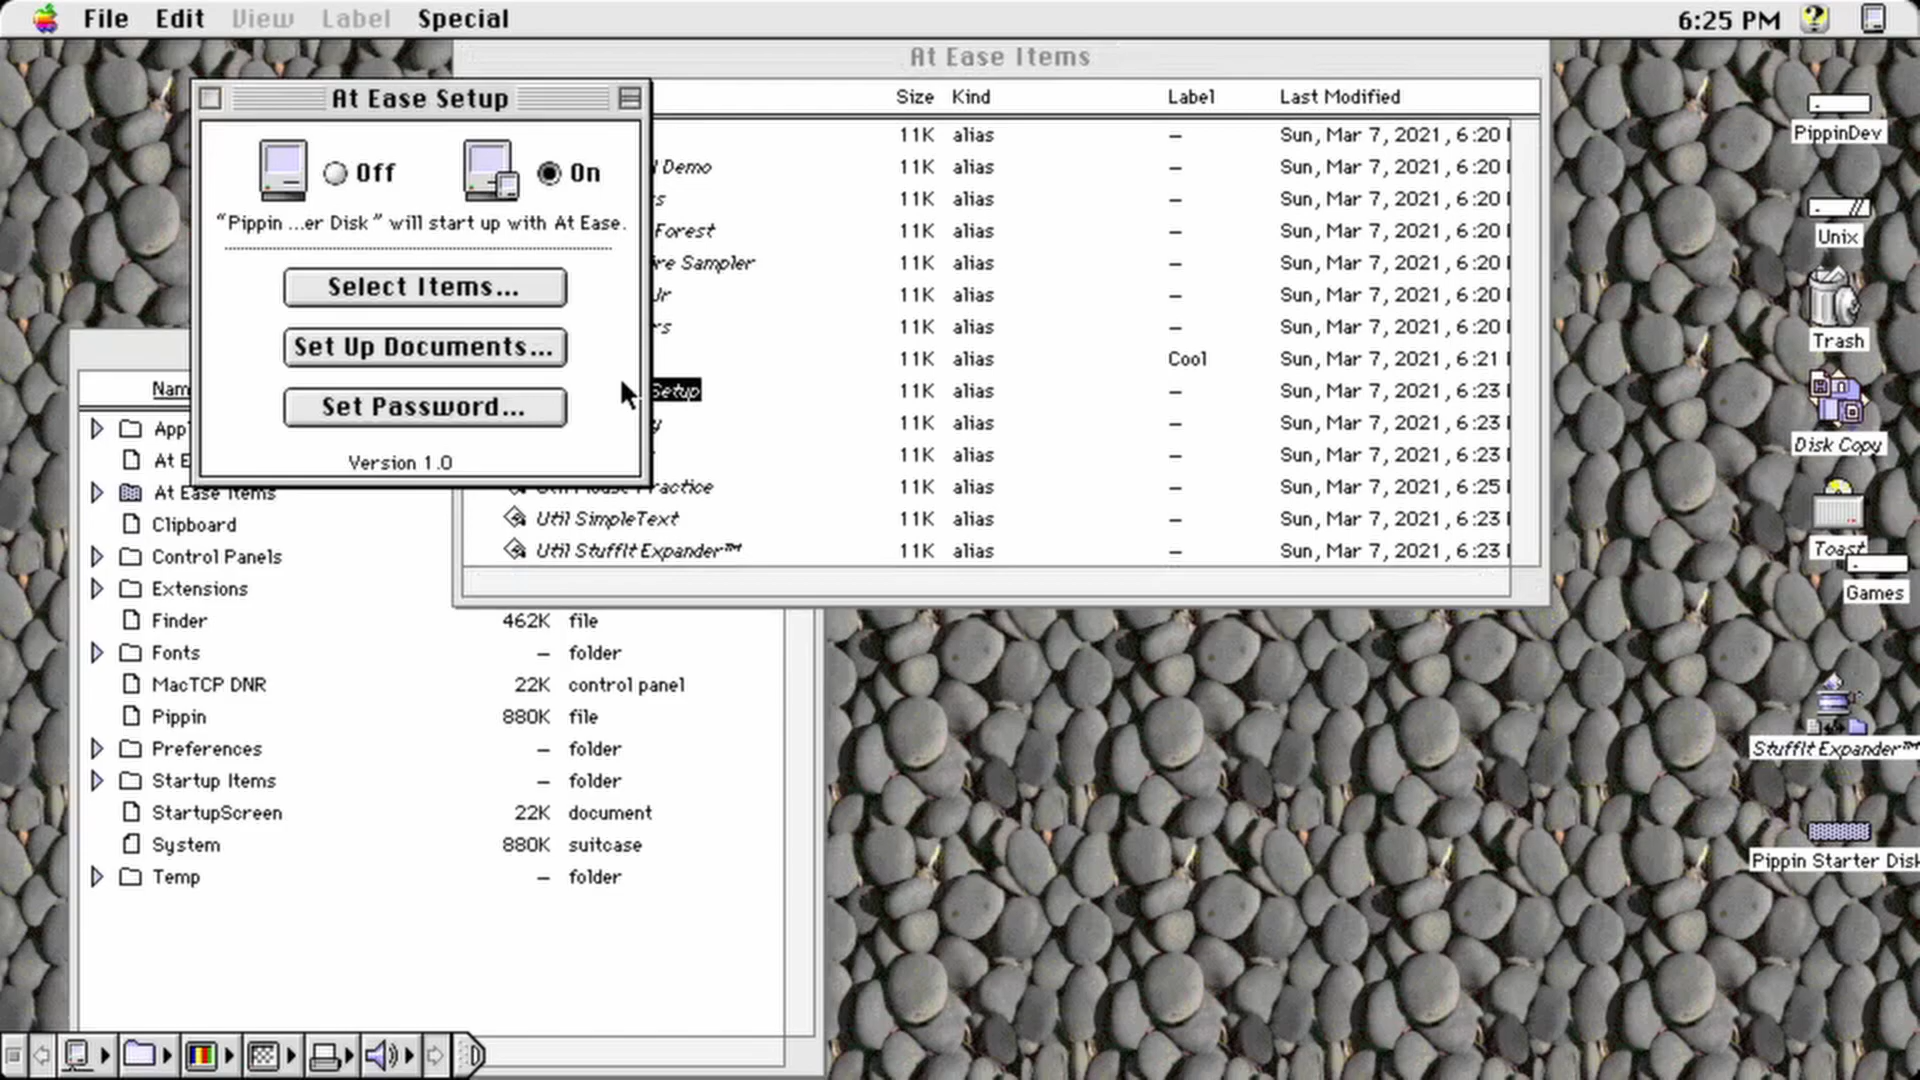 File Edit View Label Special 6:25 PM
At Ease Items
Size Kind Label Last Modified
11K alias – Sun, Mar 7, 2021, 6:20
Demo 11K alias – Sun, Mar 7, 2021, 6:20
rs 11K alias – Sun, Mar 7, 2021, 6:20
Forest 11K alias – Sun, Mar 7, 2021, 6:20
re Sampler 11K alias – Sun, Mar 7, 2021, 6:20
Jr 11K alias – Sun, Mar 7, 2021, 6:20
rs 11K alias – Sun, Mar 7, 2021, 6:20
11K alias Cool Sun, Mar 7, 2021, 6:21
Setup 11K alias – Sun, Mar 7, 2021, 6:23
y 11K alias – Sun, Mar 7, 2021, 6:23
11K alias – Sun, Mar 7, 2021, 6:23
Practice 11K alias – Sun, Mar 7, 2021, 6:25
Util SimpleText 11K alias – Sun, Mar 7, 2021, 6:23
Util StuffIt Expander™ 11K alias – Sun, Mar 7, 2021, 6:23
At Ease Setup
Off On
“Pippin ...er Disk” will start up with At Ease.
Select Items...
Set Up Documents...
Set Password...
Version 1.0
Nam
App
At E
At Ease Items
Clipboard
Control Panels
Extensions
Finder 462K file
Fonts – folder
MacTCP DNR 22K control panel
Pippin 880K file
Preferences – folder
Startup Items – folder
StartupScreen 22K document
System 880K suitcase
Temp – folder
PippinDev
Unix
Trash
Disk Copy
Toast
Games
StuffIt Expander™
Pippin Starter Disk